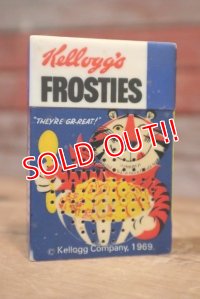 Kellogg's
FROSTIES
"THEY'RE GR-REAT!"
SOLD OUT!!
© Kellogg Company, 1969